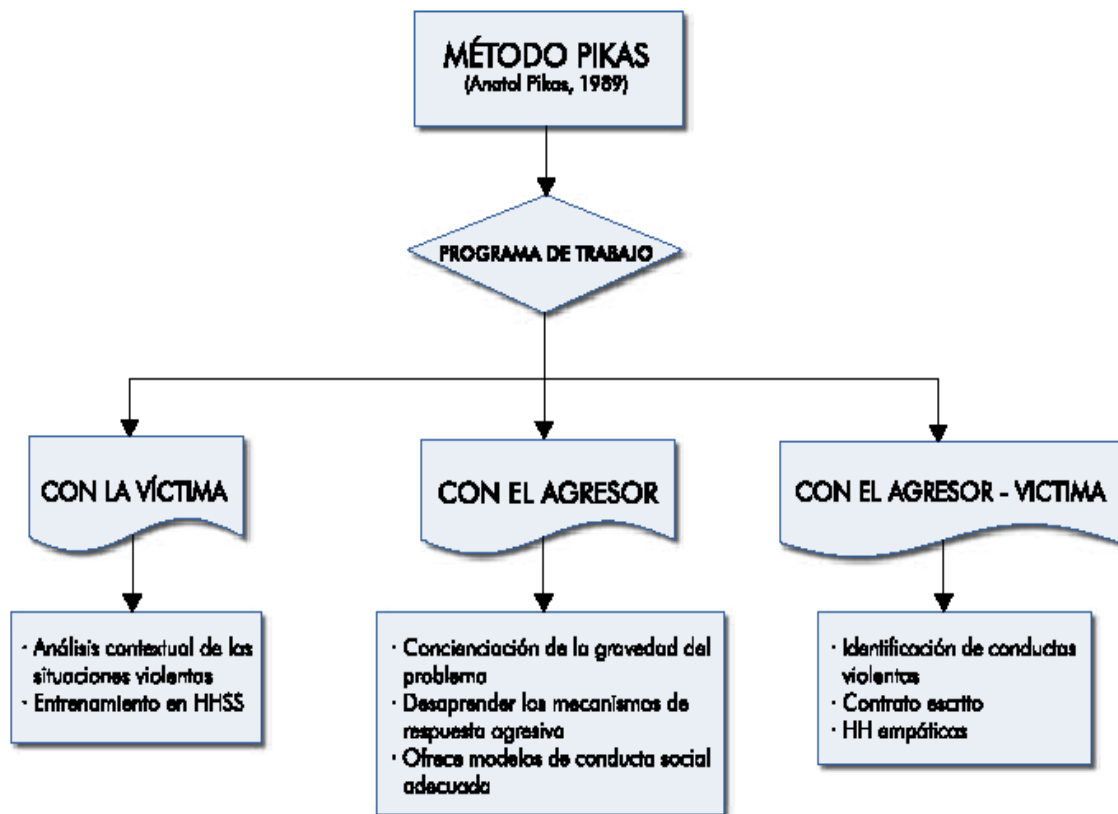 MÉTODO PIKAS
(Anatol Pikas, 1989)
PROGRAMA DE TRABAJO
CON LA VÍCTIMA
CON EL AGRESOR
CON EL AGRESOR - VICTIMA
· Análisis contextual de las
situaciones violentas
· Entrenamiento en HHSS
· Concienciación de la gravedad del
problema
· Desaprender los mecanismos de
respuesta agresiva
· Ofrece modelos de conducta social
adecuada
· Identificación de conductas
violentas
· Contrato escrito
· HH empáticas